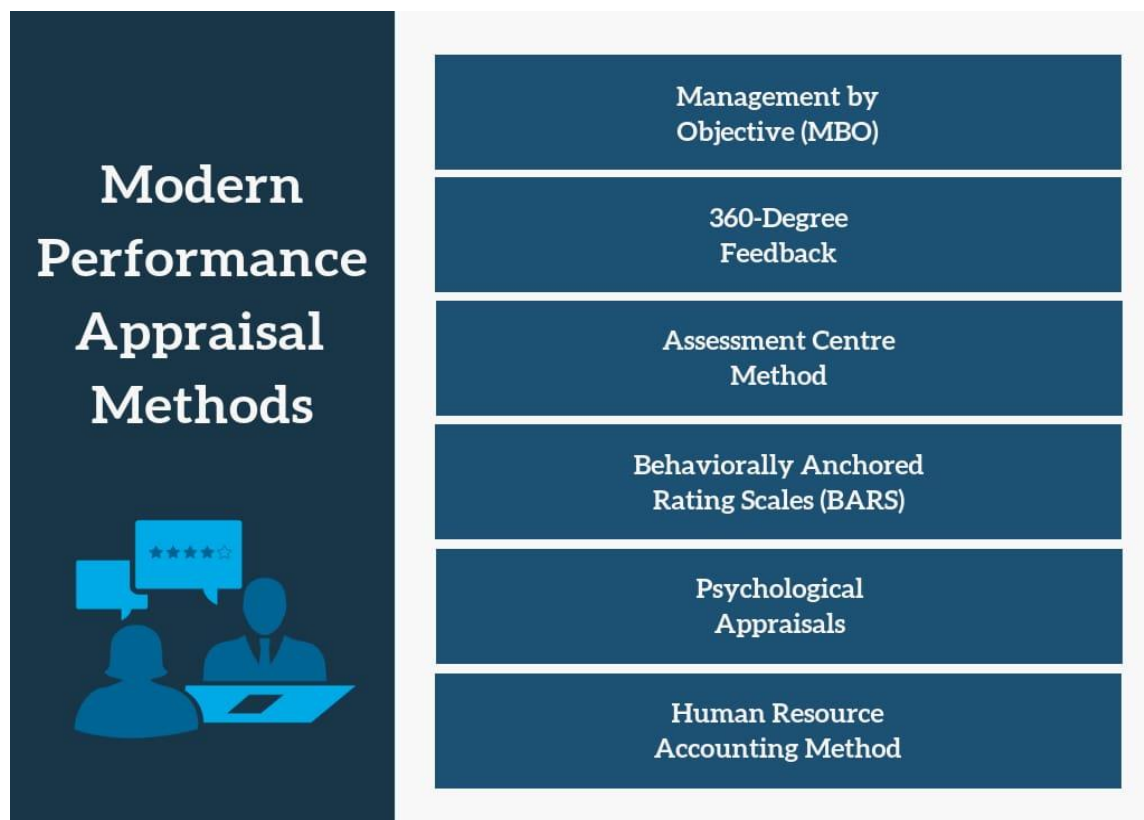 Modern
Performance
Appraisal
Methods
Management by
Objective (MBO)
360-Degree
Feedback
Assessment Centre
Method
Behaviorally Anchored
Rating Scales (BARS)
Psychological
Appraisals
Human Resource
Accounting Method